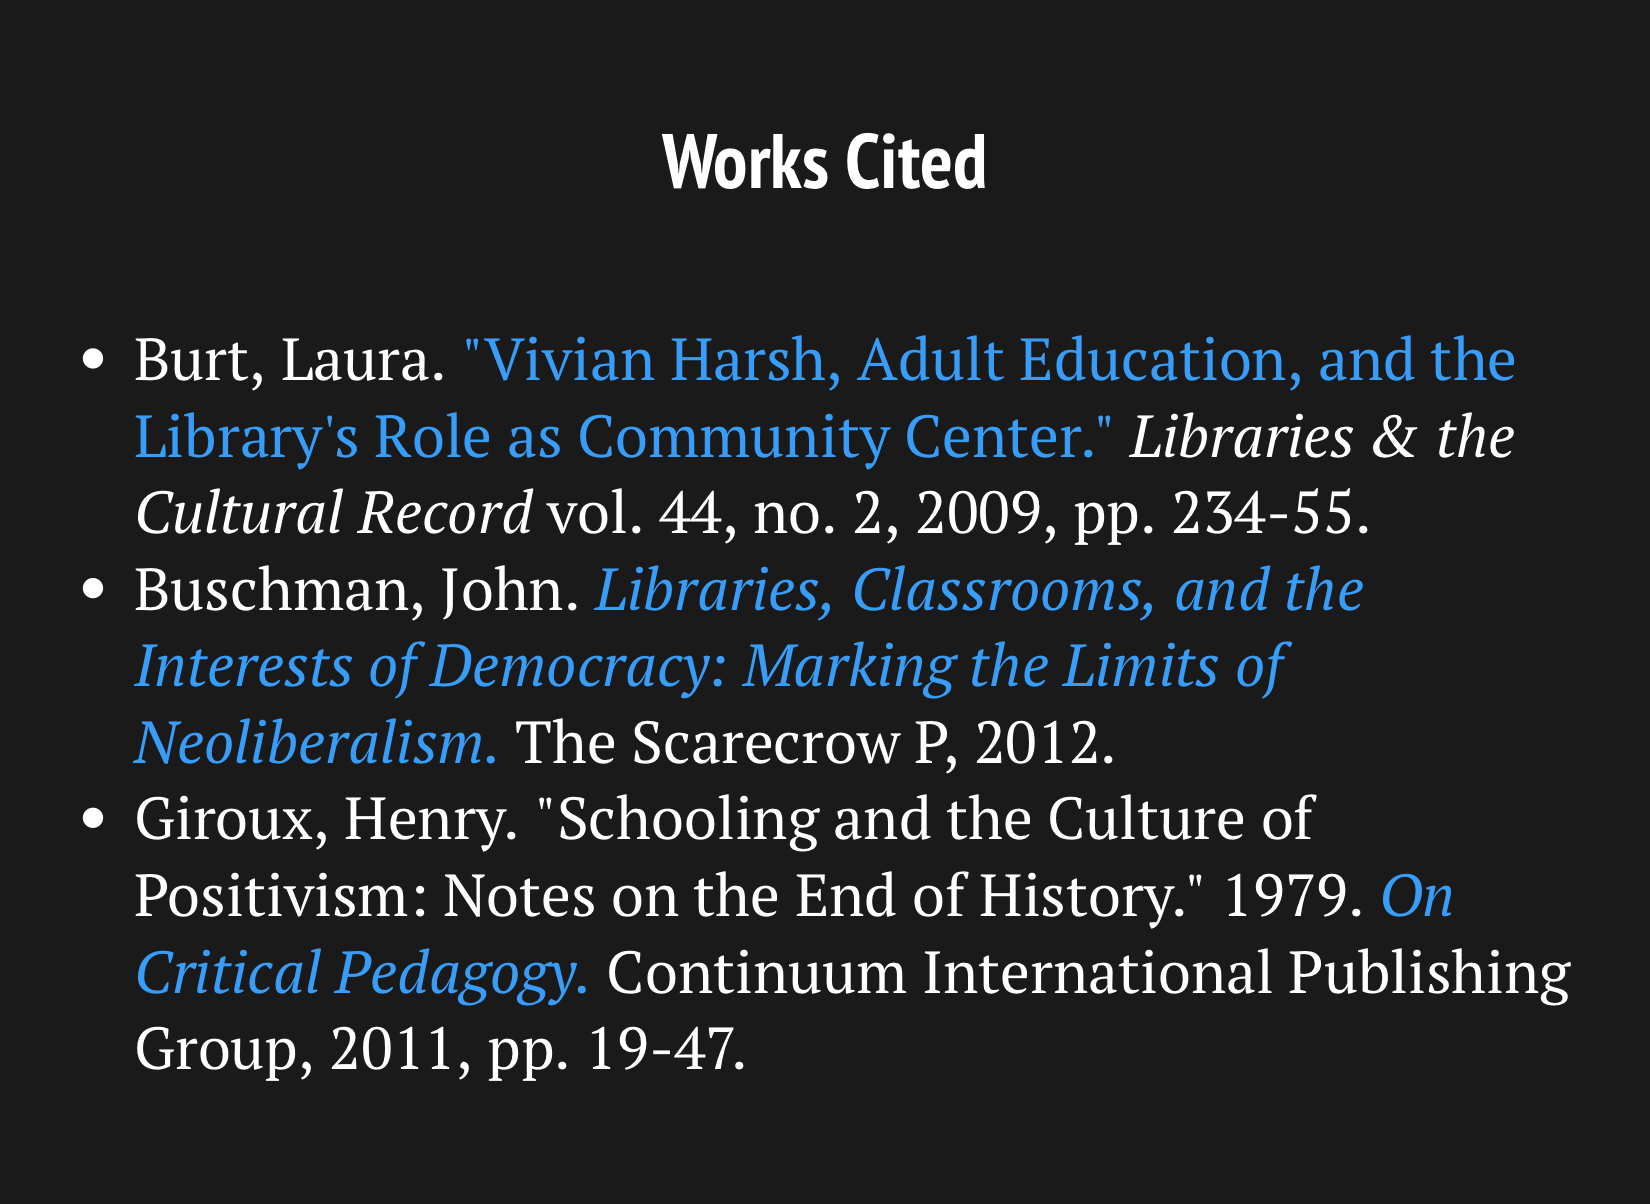 Works Cited
• Burt, Laura. "Vivian Harsh, Adult Education, and the
Library's Role as Community Center." Libraries & the
Cultural Record vol. 44, no. 2, 2009, pp. 234-55.
• Buschman, John. Libraries, Classrooms, and the
Interests of Democracy: Marking the Limits of
Neoliberalism. The Scarecrow P, 2012.
• Giroux, Henry. "Schooling and the Culture of
Positivism: Notes on the End of History." 1979. On
Critical Pedagogy. Continuum International Publishing
Group, 2011, pp. 19-47.